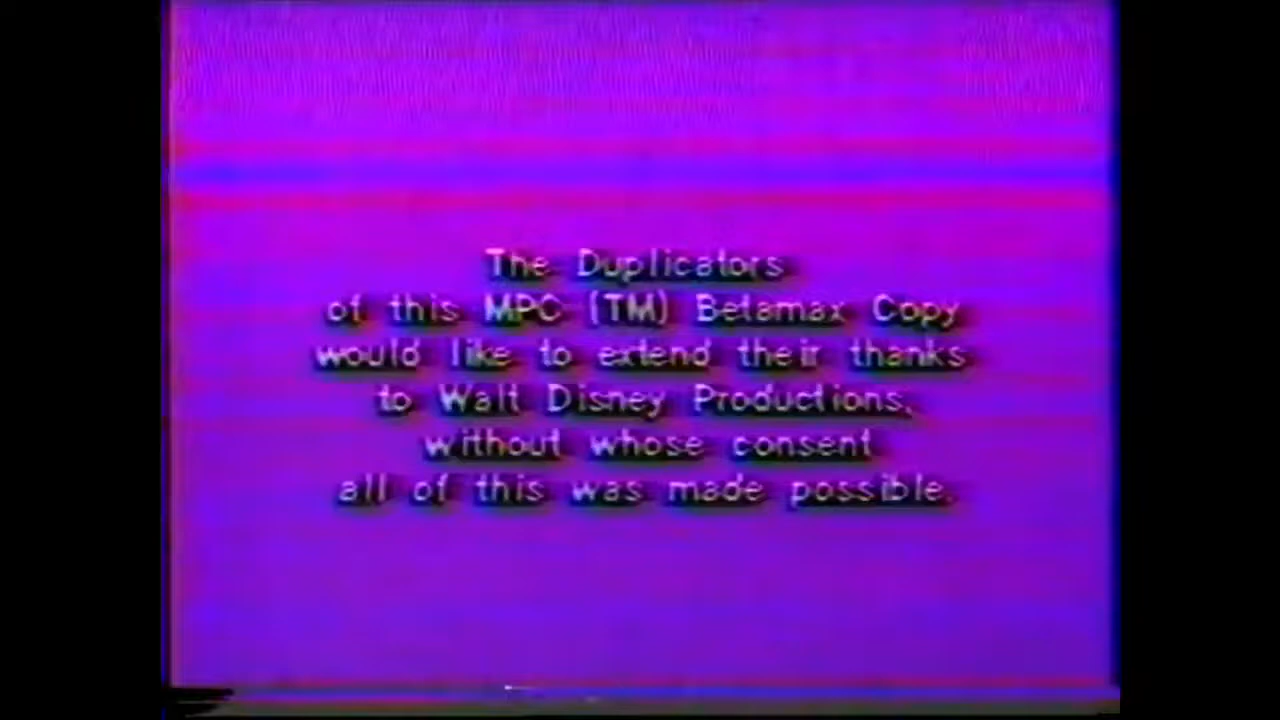 The Duplicators
of this MPC (TM) Betamax Copy
would like to extend their thanks
to Walt Disney Productions,
without whose consent
all of this was made possible.